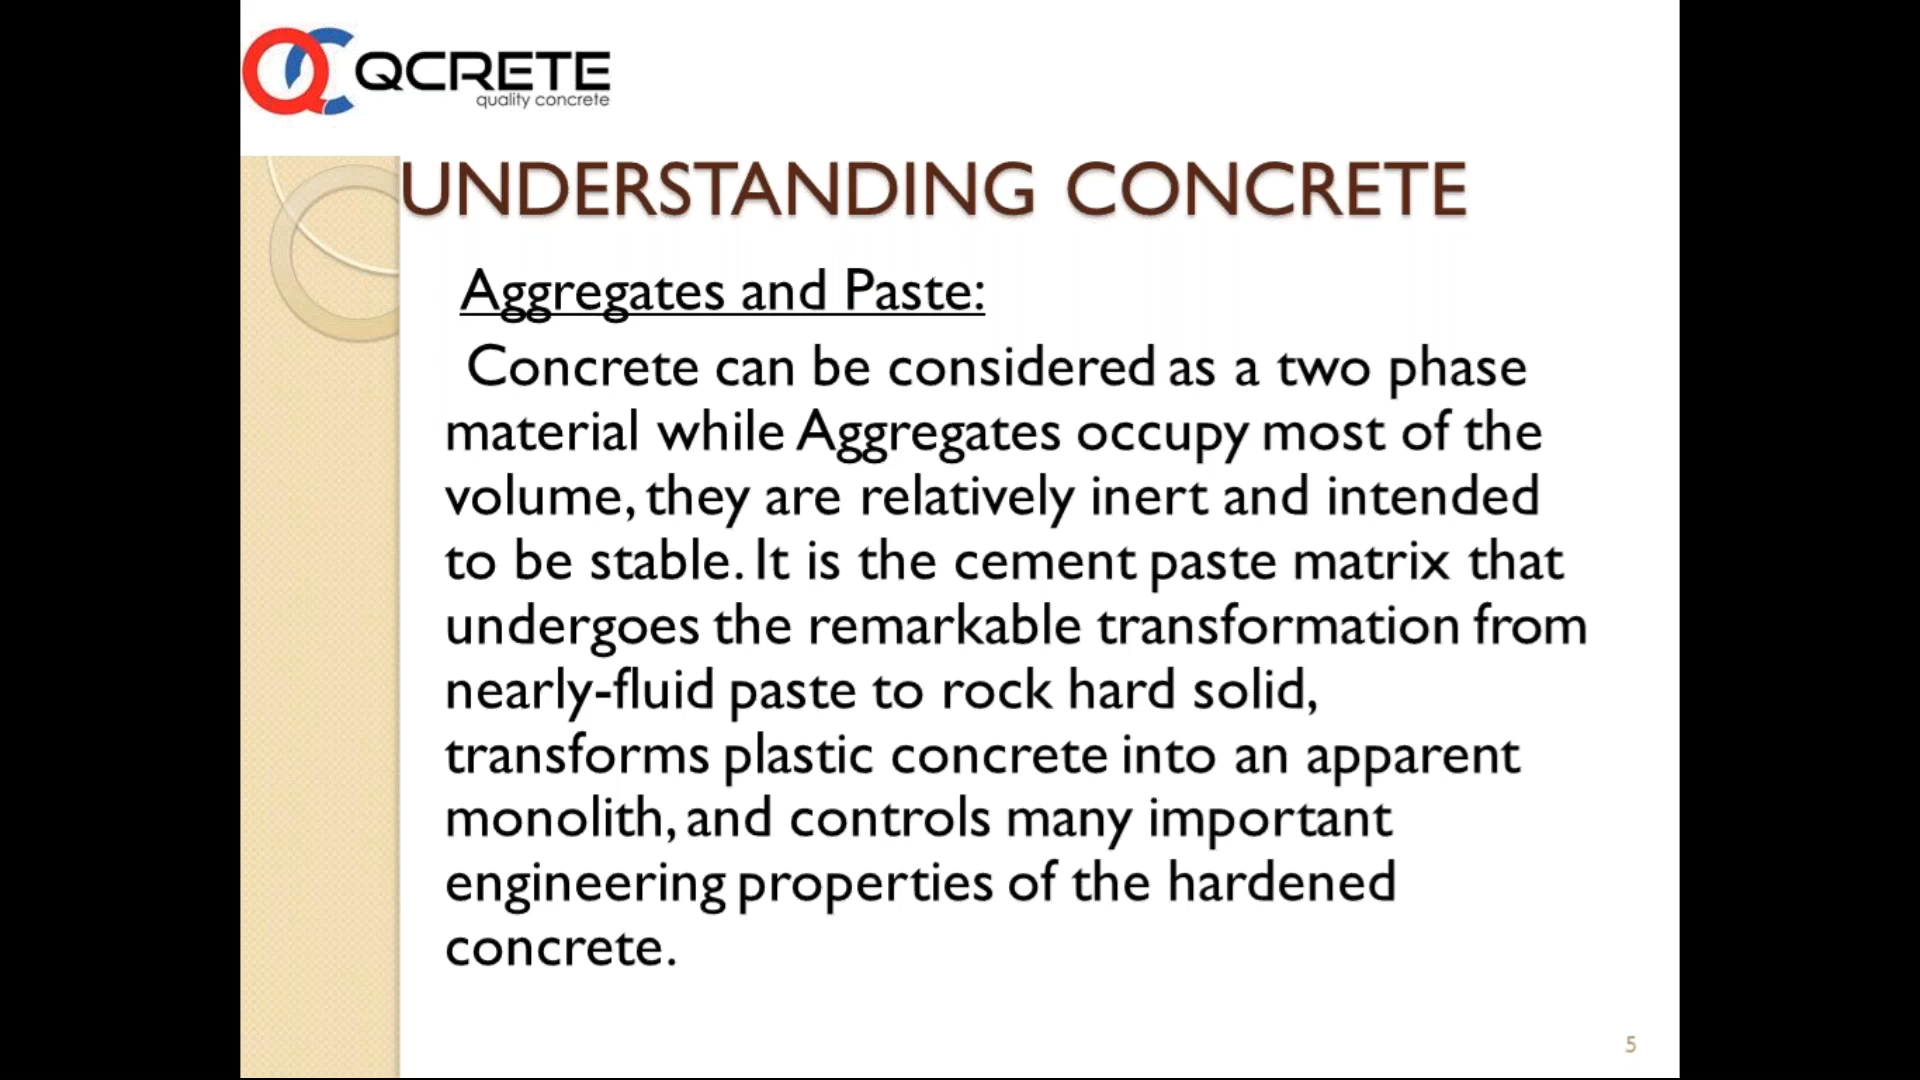 QCRETE
quality concrete
UNDERSTANDING CONCRETE
Aggregates and Paste:
Concrete can be considered as a two phase
material while Aggregates occupy most of the
volume, they are relatively inert and intended
to be stable. It is the cement paste matrix that
undergoes the remarkable transformation from
nearly-fluid paste to rock hard solid,
transforms plastic concrete into an apparent
monolith, and controls many important
engineering properties of the hardened
concrete.
5